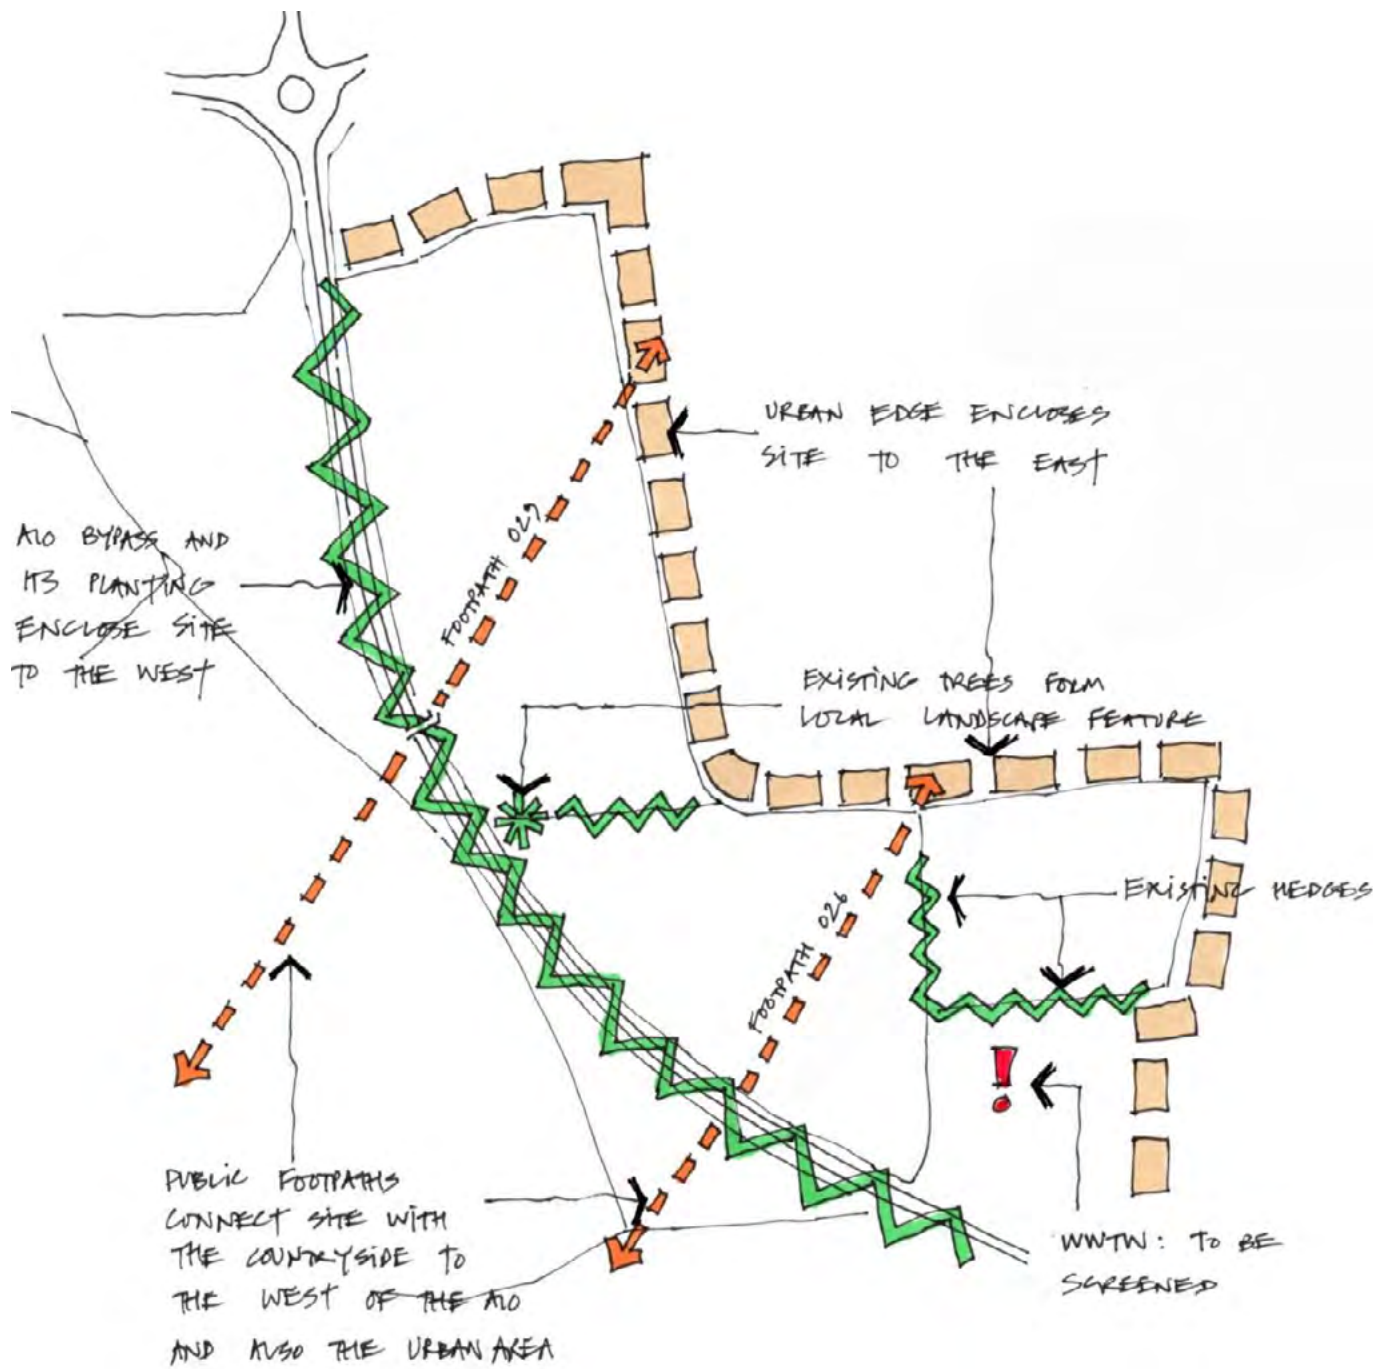 URBAN EDGE ENCLOSES
SITE TO THE EAST
FOOTPATH 029
A10 BYPASS AND
ITS PLANTING
ENCLOSE SITE
TO THE WEST
EXISTING TREES FORM
LOCAL LANDSCAPE FEATURE
EXISTING HEDGES
FOOTPATH 026
!
PUBLIC FOOTPATHS
CONNECT SITE WITH
THE COUNTRYSIDE TO
THE WEST OF THE A10
AND ALSO THE URBAN AREA
WWTW: TO BE
SCREENED